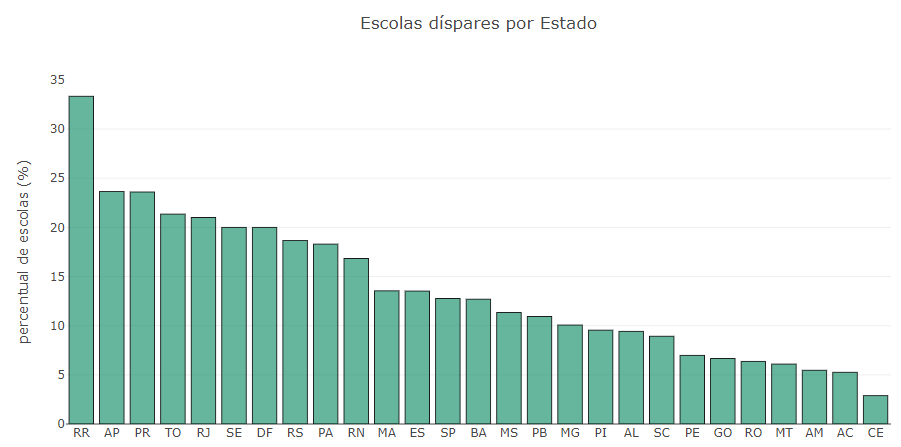 Escolas díspares por Estado
percentual de escolas (%)
35
30
25
20
15
10
5
0
RR AP PR TO RJ SE DF RS PA RN MA ES SP BA MS PB MG PI AL SC PE GO RO MT AM AC CE